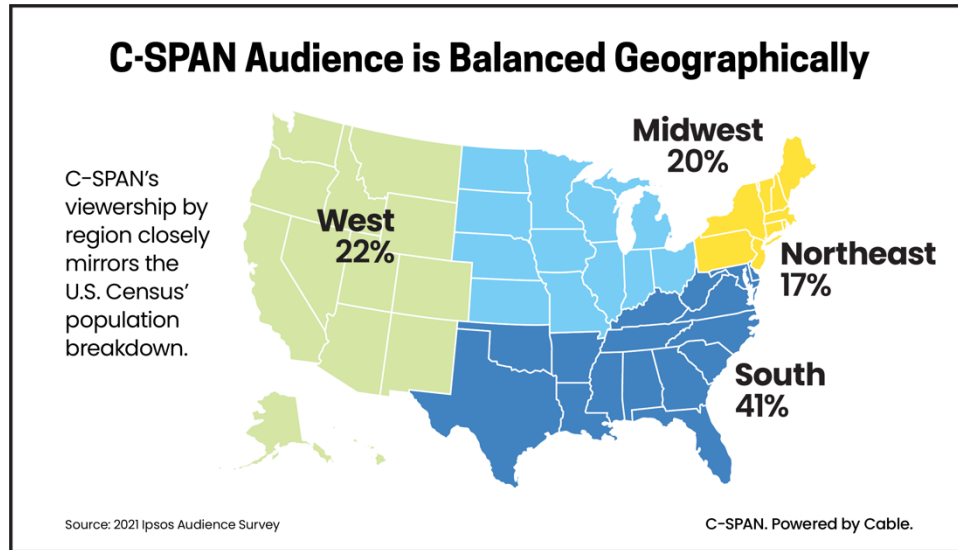 C-SPAN Audience is Balanced Geographically
C-SPAN's
viewership by
region closely
mirrors the
U.S. Census'
population
breakdown.
West
22%
Midwest
20%
Northeast
17%
South
41%
Source: 2021 Ipsos Audience Survey
C-SPAN. Powered by Cable.